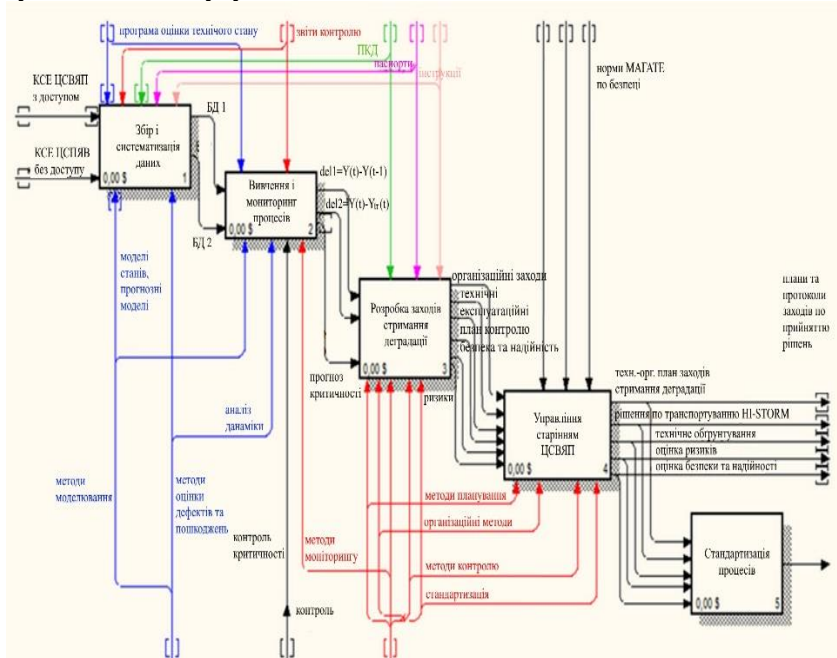 програма оцінки технічого стану
звіти контролю
ПКД
паспорти
інструкції
норми МАГАТЕ
по безпеці
КСЕ ЦСВЯП
з доступом
КСЕ ЦСПЯВ
без доступу
Збір і
систематизація
даних
0,00 $ 1
БД 1
БД 2
Вивчення і
мониторинг
процесів
0,00 $ 2
del1=Y(t)-Y(t-1)
del2=Y(t)-Ytr(t)
моделі
станів,
прогнозні
моделі
Розробка заходів
стримання
деградації
0,00 $ 3
організаційні заходи
технічні
експлуатаційні
план контролю
безпека та надійність
ризики
прогноз
критичності
плани та
протоколи
заходів по
прийняттю
рішень
Управління
старінням
ЦСВЯП
0,00 $ 4
техн.-орг. план заходів
стримання деградації
рішення по транспортуванню HI-STORM
технічне обгрунтування
оцінка ризиків
оцінка безпеки та надійності
аналіз
данаміки
методи
моделювання
методи
оцінки
дефектів та
пошкоджень
контроль
критичності
методи
моніторингу
контроль
методи планування
організаційні методи
методи контролю
стандартизація
Стандартизація
процесів
0,00 $ 5